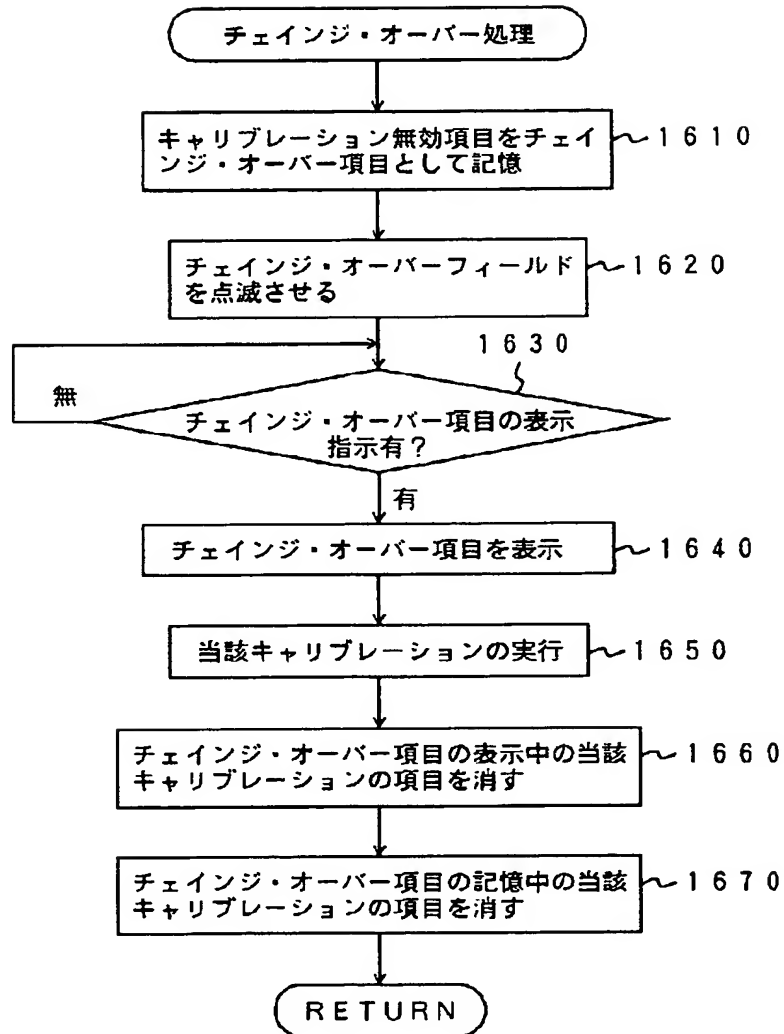 チェインジ・オーバー処理
キャリブレーション無効項目をチェイ
ンジ・オーバー項目として記憶
1610
チェインジ・オーバーフィールド
を点滅させる
1620
1630
無
チェインジ・オーバー項目の表示
指示有?
有
チェインジ・オーバー項目を表示
1640
当該キャリブレーションの実行
1650
チェインジ・オーバー項目の表示中の当該
キャリブレーションの項目を消す
1660
チェインジ・オーバー項目の記憶中の当該
キャリブレーションの項目を消す
1670
RETURN